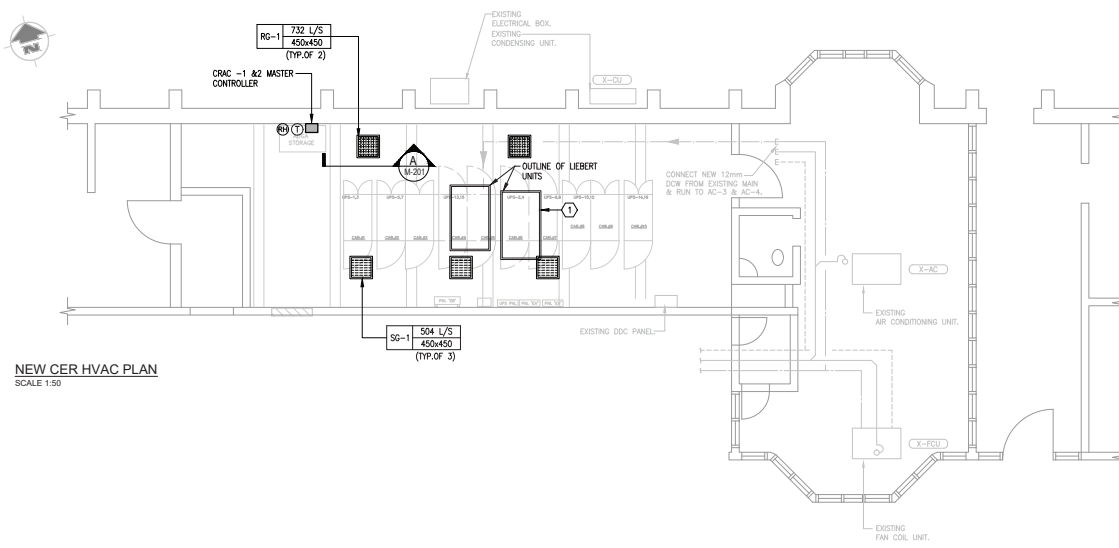 N
RG-1
732 L/S
450x450
(TYP.OF 2)
CRAC -1 &2 MASTER
CONTROLLER
EXISTING
ELECTRICAL BOX.
EXISTING
CONDENSING UNIT.
X-CU
RH
T
STORAGE
A
M-201
OUTLINE OF LIEBERT
UNITS
CONNECT NEW 12mm
DCW FROM EXISTING MAIN
& RUN TO AC-3 & AC-4.
1
X-AC
EXISTING
AIR CONDITIONING UNIT.
EXISTING DDC PANEL.
SG-1
504 L/S
450x450
(TYP.OF 3)
NEW CER HVAC PLAN
SCALE 1:50
X-FCU
EXISTING
FAN COIL UNIT.